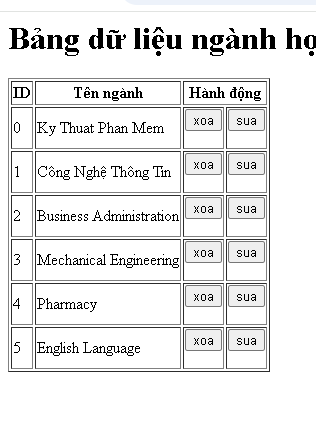 Bảng dữ liệu ngành họ
ID Tên ngành Hành động
0 Ky Thuat Phan Mem xoa sua
1 Công Nghệ Thông Tin xoa sua
2 Business Administration xoa sua
3 Mechanical Engineering xoa sua
4 Pharmacy xoa sua
5 English Language xoa sua